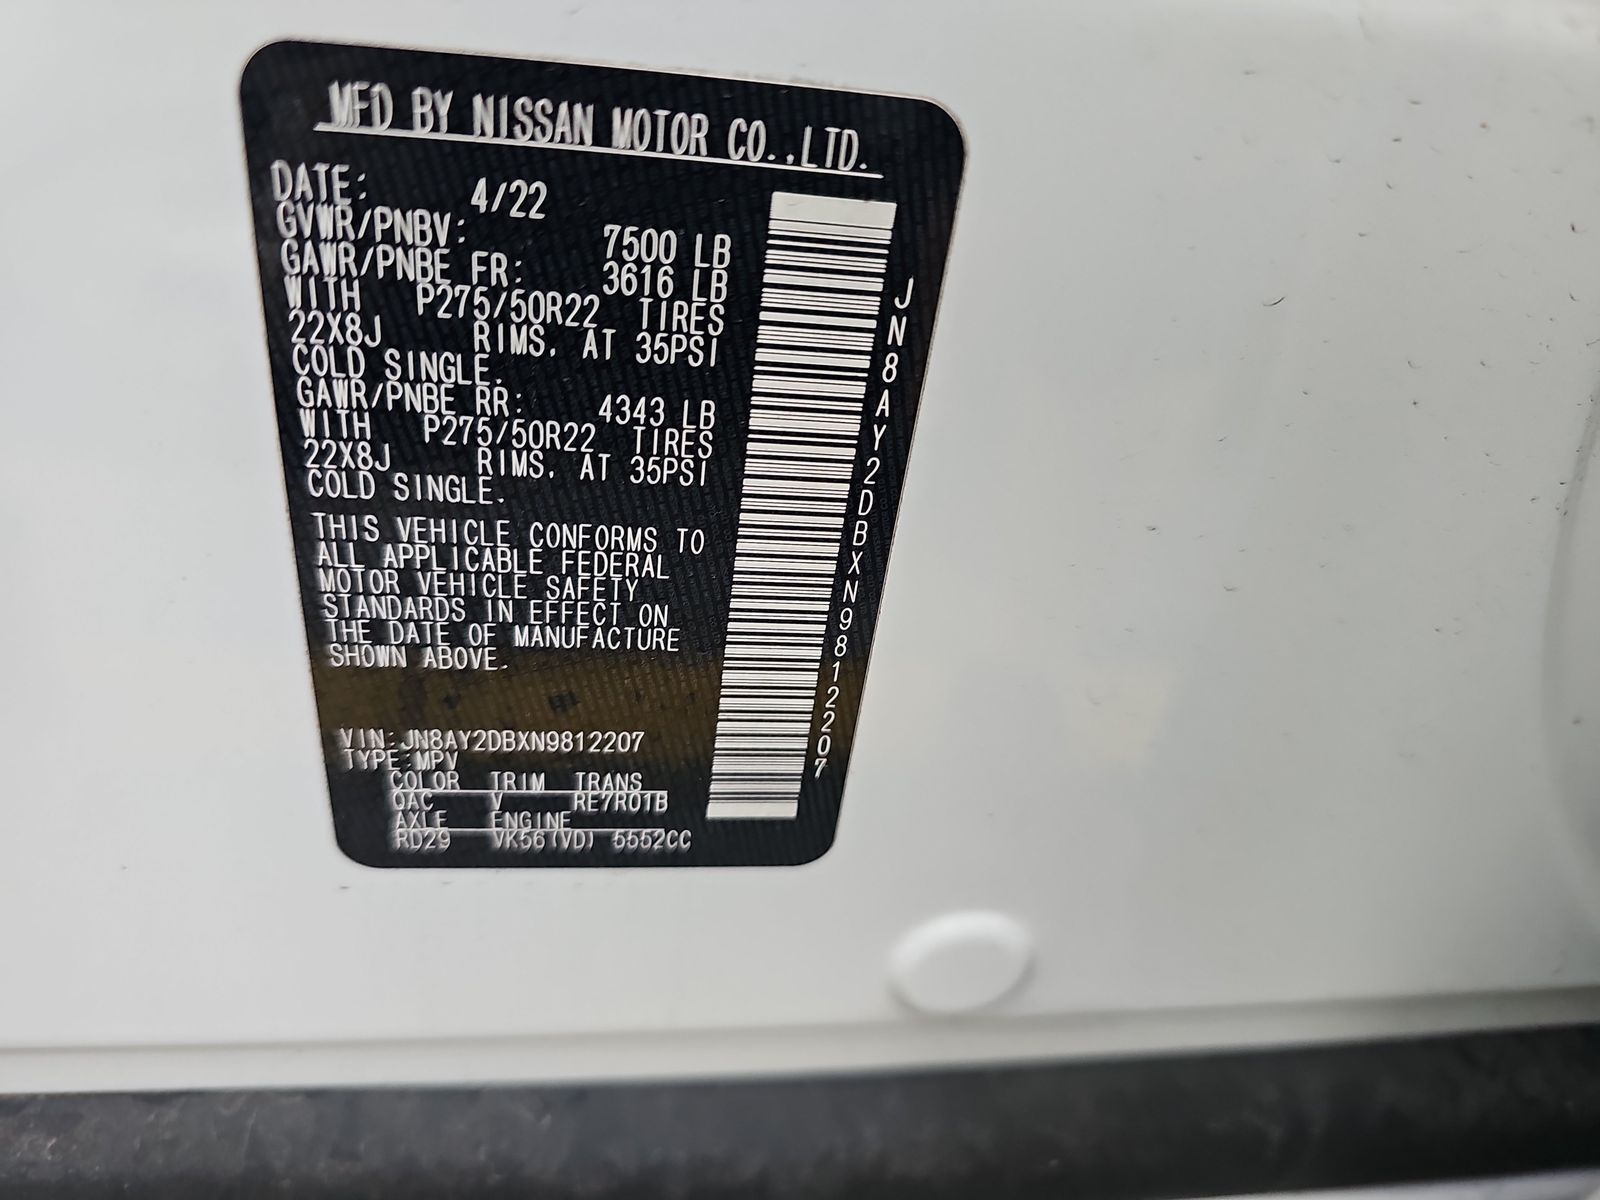 MFD BY NISSAN MOTOR CO.,LTD.
DATE: 4/22
GVWR/PNBV: 7500 LB
GAWR/PNBE FR: 3616 LB
WITH P275/50R22 TIRES
22X8J RIMS, AT 35PSI
COLD SINGLE.
GAWR/PNBE RR: 4343 LB
WITH P275/50R22 TIRES
22X8J RIMS, AT 35PSI
COLD SINGLE.
THIS VEHICLE CONFORMS TO
ALL APPLICABLE FEDERAL
MOTOR VEHICLE SAFETY
STANDARDS IN EFFECT ON
THE DATE OF MANUFACTURE
SHOWN ABOVE.
VIN:JN8AY2DBXN9812207
TYPE:MPV
COLOR TRIM TRANS
QAC V RE7R01B
AXLE ENGINE
RD29 VK56(VD) 5552CC
JN8AY2DBXN9812207